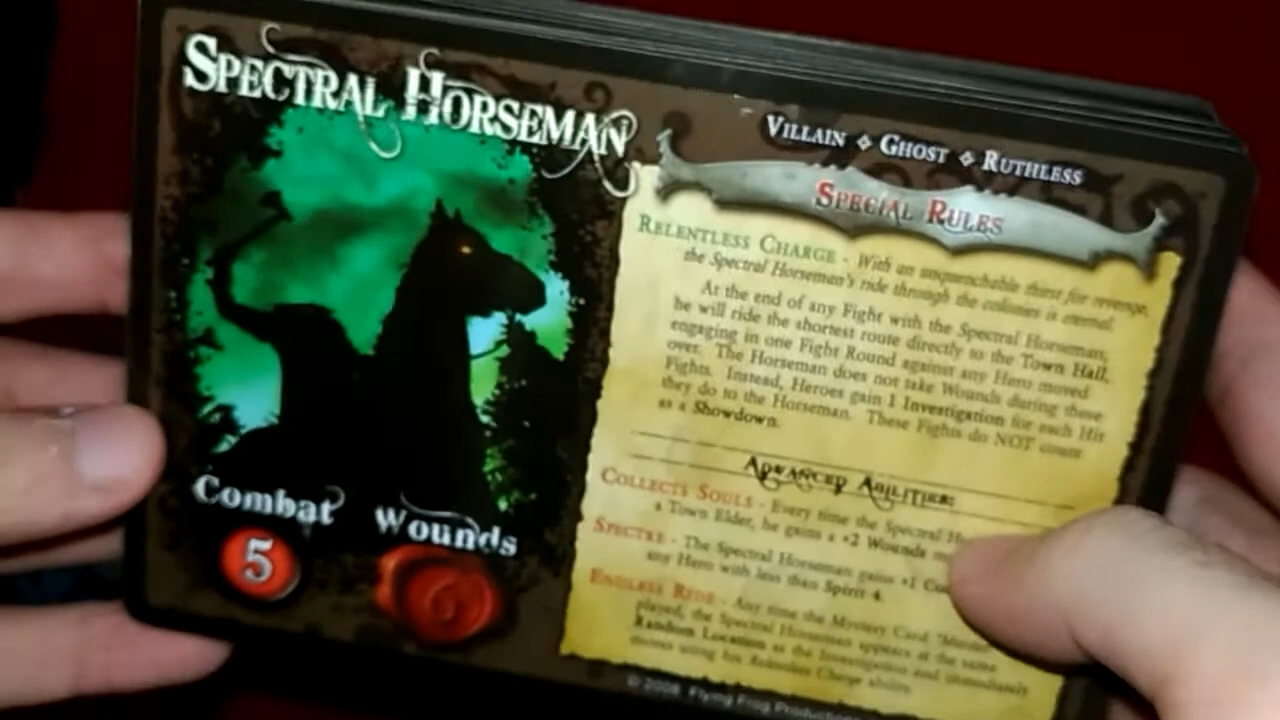 SPECTRAL HORSEMAN
VILLAIN ◆ GHOST ◆ RUTHLESS
SPECIAL RULES
RELENTLESS CHARGE - With an unquenchable thirst for revenge,
the Spectral Horseman's ride through the colonies is eternal.
At the end of any Fight with the Spectral Horseman,
he will ride the shortest route directly to the Town Hall,
engaging in one Fight Round against any Hero moved
over. The Horseman does not take Wounds during these
Fights. Instead, Heroes gain 1 Investigation for each Hit
they do to the Horseman. These Fights do NOT count
as a Showdown.
ADVANCED ABILITIES:
COLLECTS SOULS - Every time the Spectral
a Town Elder, he gains a +2 Wounds
SPECTRE - The Spectral Horseman gains +1
any Hero with less than Spirit 4.
ENDLESS RIDE - Any time the Mystery Card
played, the Spectral Horseman appears at the same
Random Location as the Investigation and immediately
moves using his Relentless Charge ability.
Combat Wounds
5
© 2008 Flying Frog Productions